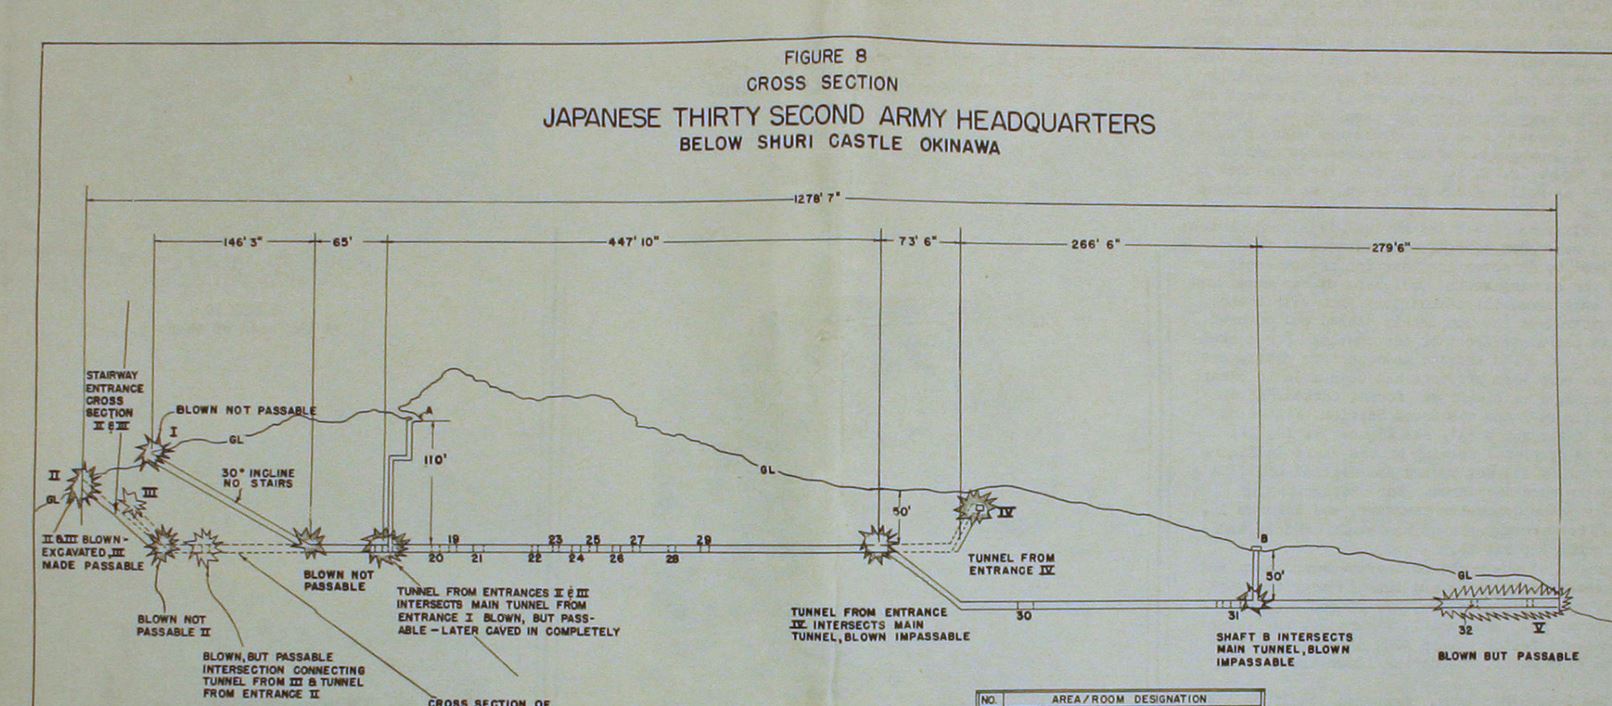 FIGURE 8
CROSS SECTION
JAPANESE THIRTY SECOND ARMY HEADQUARTERS
BELOW SHURI CASTLE OKINAWA
1278' 7"
146' 3"
65'
447' 10"
73' 6"
266' 6"
279'6"
STAIRWAY
ENTRANCE
CROSS
SECTION
II & III
BLOWN NOT PASSABLE
I
GL
A
110'
30° INCLINE
NO STAIRS
II
III
GL
GL
50'
IV
B
50'
GL
II & III BLOWN-
EXCAVATED, III
MADE PASSABLE
19
20
21
22
23
24
25
26
27
28
29
30
31
32
V
BLOWN NOT
PASSABLE
TUNNEL FROM
ENTRANCE IV
TUNNEL FROM ENTRANCES II & III
INTERSECTS MAIN TUNNEL FROM
ENTRANCE I BLOWN, BUT PASS-
ABLE - LATER CAVED IN COMPLETELY
BLOWN NOT
PASSABLE II
TUNNEL FROM ENTRANCE
IV INTERSECTS MAIN
TUNNEL, BLOWN IMPASSABLE
SHAFT B INTERSECTS
MAIN TUNNEL, BLOWN
IMPASSABLE
BLOWN BUT PASSABLE
BLOWN, BUT PASSABLE
INTERSECTION CONNECTING
TUNNEL FROM III & TUNNEL
FROM ENTRANCE II
CROSS SECTION OF
NO. AREA/ROOM DESIGNATION